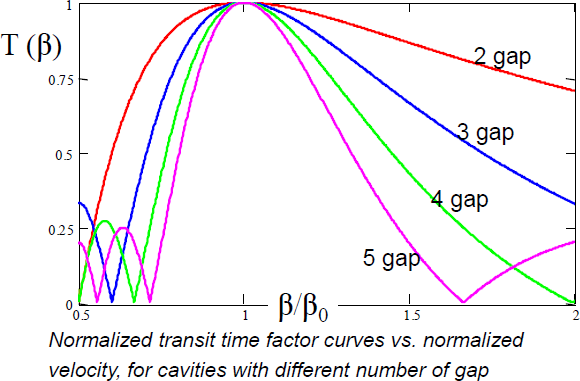 1
T (β)
2 gap
0.75
3 gap
0.5
4 gap
0.25
5 gap
0
0.5
1
β/β0
1.5
2
Normalized transit time factor curves vs. normalized
velocity, for cavities with different number of gap